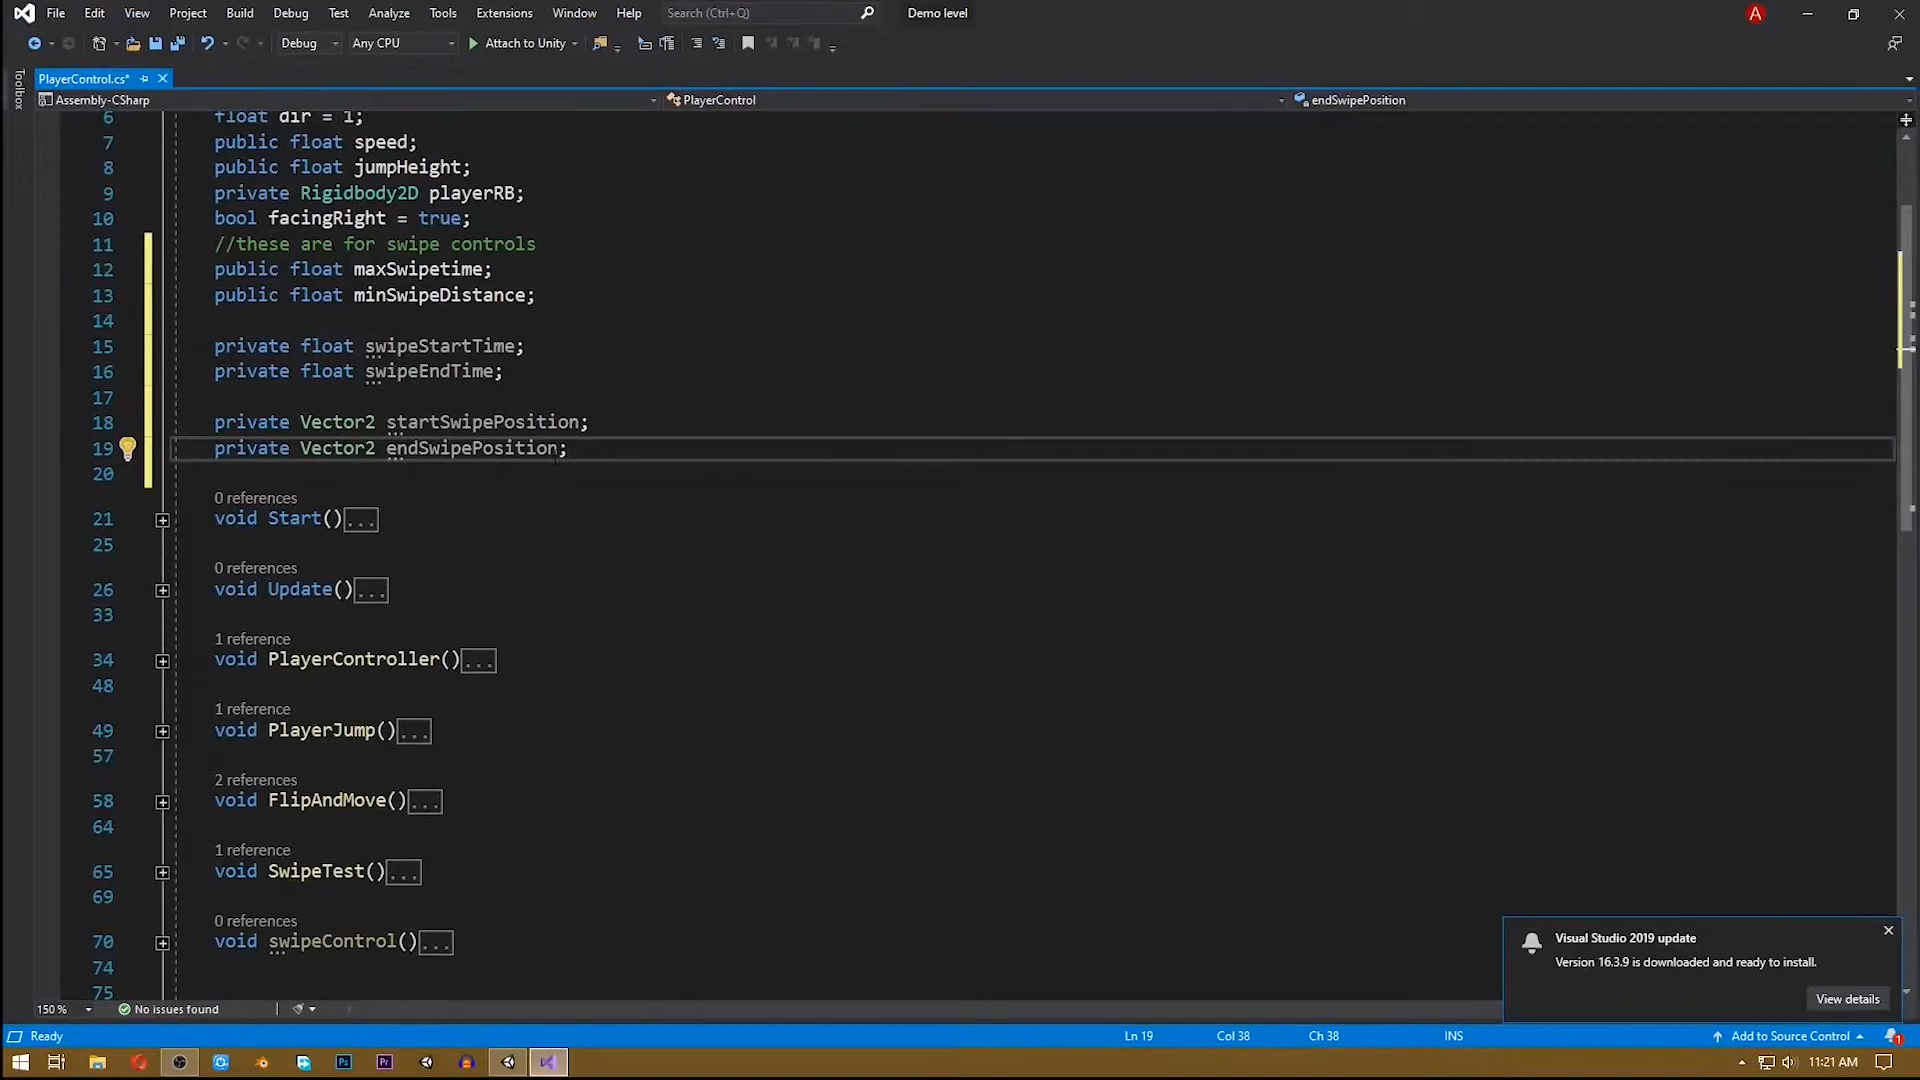 File Edit View Project Build Debug Test Analyze Tools Extensions Window Help Search (Ctrl+Q) Demo level A
Debug Any CPU Attach to Unity
Toolbox
PlayerControl.cs*
Assembly-CSharp PlayerControl endSwipePosition
6 float dir = 1;
7 public float speed;
8 public float jumpHeight;
9 private Rigidbody2D playerRB;
10 bool facingRight = true;
11 //these are for swipe controls
12 public float maxSwipetime;
13 public float minSwipeDistance;
14
15 private float swipeStartTime;
16 private float swipeEndTime;
17
18 private Vector2 startSwipePosition;
19 private Vector2 endSwipePosition;
20
0 references
21 void Start()...
25
0 references
26 void Update()...
33
1 reference
34 void PlayerController()...
48
1 reference
49 void PlayerJump()...
57
2 references
58 void FlipAndMove()...
64
1 reference
65 void SwipeTest()...
69
0 references
70 void swipeControl()...
74
75
Visual Studio 2019 update
Version 16.3.9 is downloaded and ready to install.
View details
150 % No issues found
Ready Ln 19 Col 38 Ch 38 INS Add to Source Control 1
Ps Pr 11:21 AM